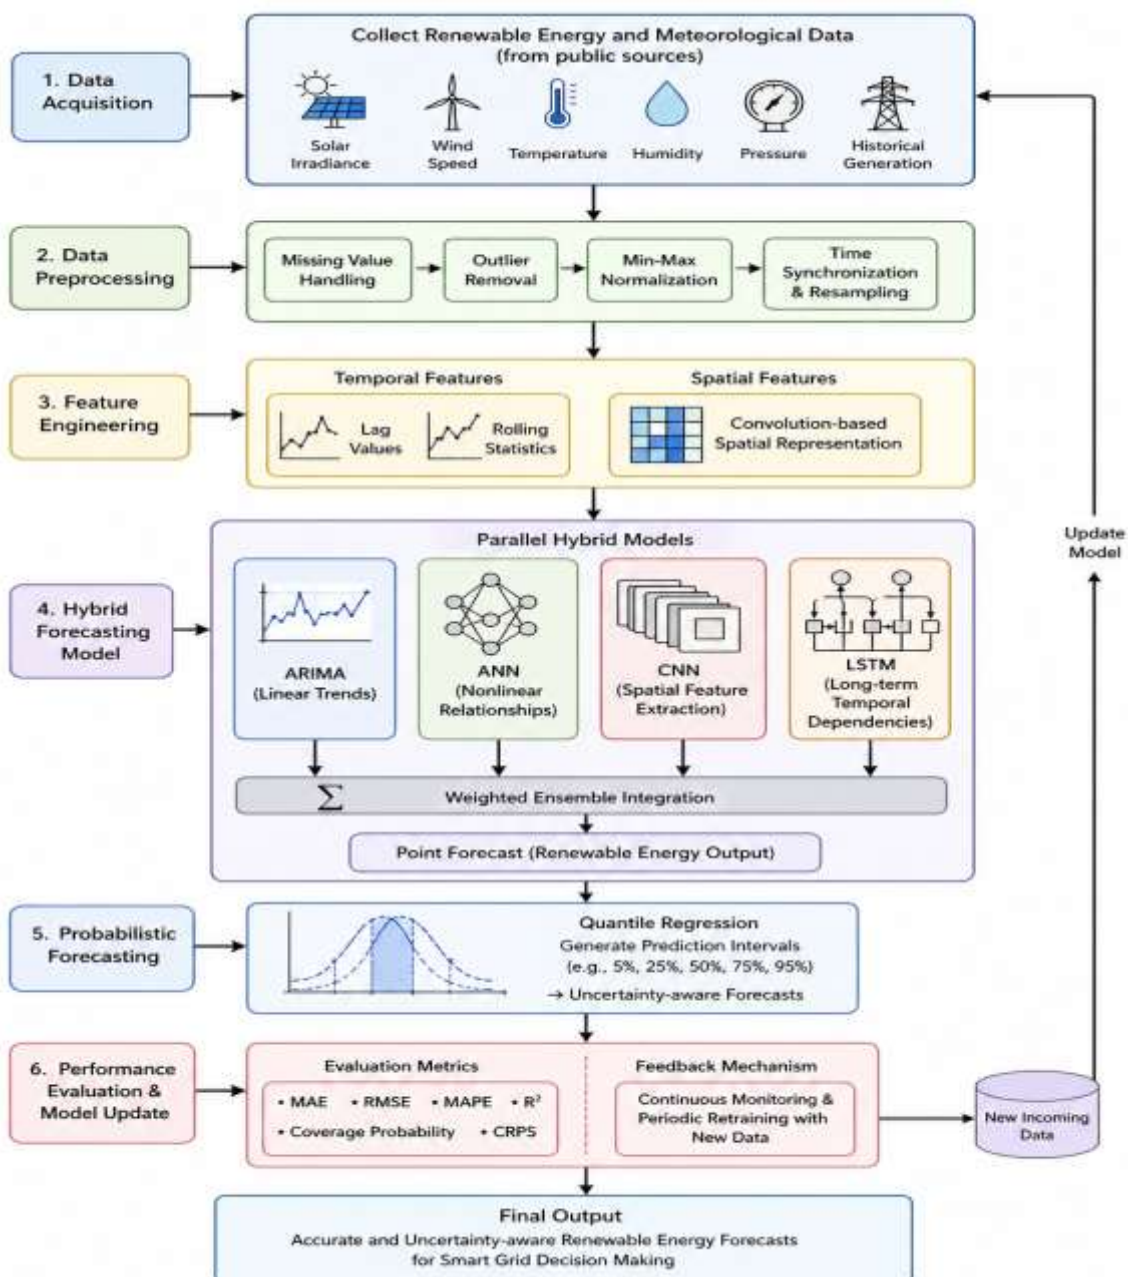 Collect Renewable Energy and Meteorological Data
(from public sources)
1. Data
Acquisition
Solar
Irradiance
Wind
Speed
Temperature
Humidity
Pressure
Historical
Generation
2. Data
Preprocessing
Missing Value
Handling
Outlier
Removal
Min-Max
Normalization
Time
Synchronization
& Resampling
3. Feature
Engineering
Temporal Features
Lag
Values
Rolling
Statistics
Spatial Features
Convolution-based
Spatial Representation
Update
Model
4. Hybrid
Forecasting
Model
Parallel Hybrid Models
ARIMA
(Linear Trends)
ANN
(Nonlinear
Relationships)
CNN
(Spatial Feature
Extraction)
LSTM
(Long-term
Temporal
Dependencies)
Σ Weighted Ensemble Integration
Point Forecast (Renewable Energy Output)
5. Probabilistic
Forecasting
Quantile Regression
Generate Prediction Intervals
(e.g., 5%, 25%, 50%, 75%, 95%)
→ Uncertainty-aware Forecasts
6. Performance
Evaluation &
Model Update
Evaluation Metrics
• MAE • RMSE • MAPE • R²
• Coverage Probability • CRPS
Feedback Mechanism
Continuous Monitoring &
Periodic Retraining with
New Data
New Incoming
Data
Final Output
Accurate and Uncertainty-aware Renewable Energy Forecasts
for Smart Grid Decision Making